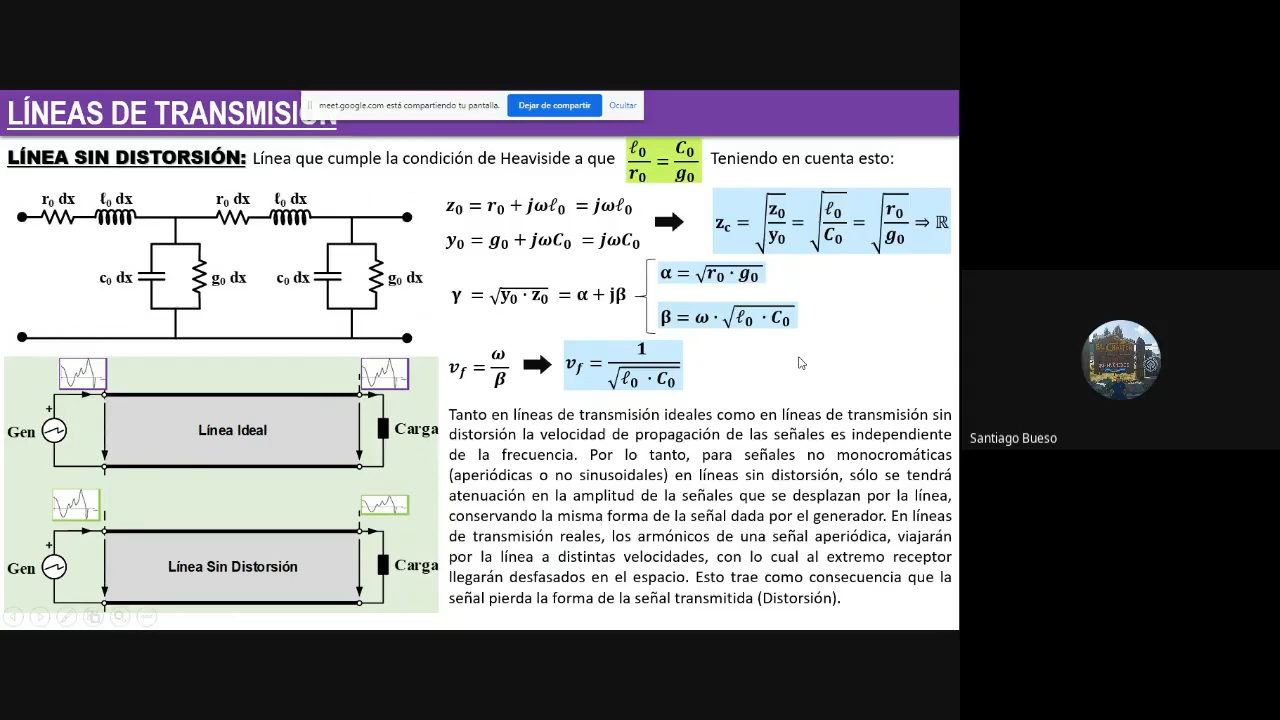 LÍNEAS DE TRANSMISIÓN
meet.google.com está compartiendo tu pantalla.
Dejar de compartir
Ocultar
LÍNEA SIN DISTORSIÓN: Línea que cumple la condición de Heaviside a que ℓ₀/r₀ = C₀/g₀ Teniendo en cuenta esto:
r₀ dx ℓ₀ dx r₀ dx ℓ₀ dx
c₀ dx g₀ dx c₀ dx g₀ dx
z₀ = r₀ + jωℓ₀ = jωℓ₀
y₀ = g₀ + jωC₀ = jωC₀
z_c = √(z₀/y₀) = √(ℓ₀/C₀) = √(r₀/g₀) ⇒ ℝ
γ = √(y₀ · z₀) = α + jβ
α = √(r₀ · g₀)
β = ω · √(ℓ₀ · C₀)
v_f = ω/β
v_f = 1/√(ℓ₀ · C₀)
Tanto en líneas de transmisión ideales como en líneas de transmisión sin
distorsión la velocidad de propagación de las señales es independiente
de la frecuencia. Por lo tanto, para señales no monocromáticas
(aperiódicas o no sinusoidales) en líneas sin distorsión, sólo se tendrá
atenuación en la amplitud de la señales que se desplazan por la línea,
conservando la misma forma de la señal dada por el generador. En líneas
de transmisión reales, los armónicos de una señal aperiódica, viajarán
por la línea a distintas velocidades, con lo cual al extremo receptor
llegarán desfasados en el espacio. Esto trae como consecuencia que la
señal pierda la forma de la señal transmitida (Distorsión).
+
Gen
Línea Ideal
Carga
+
Gen
Línea Sin Distorsión
Carga
Santiago Bueso